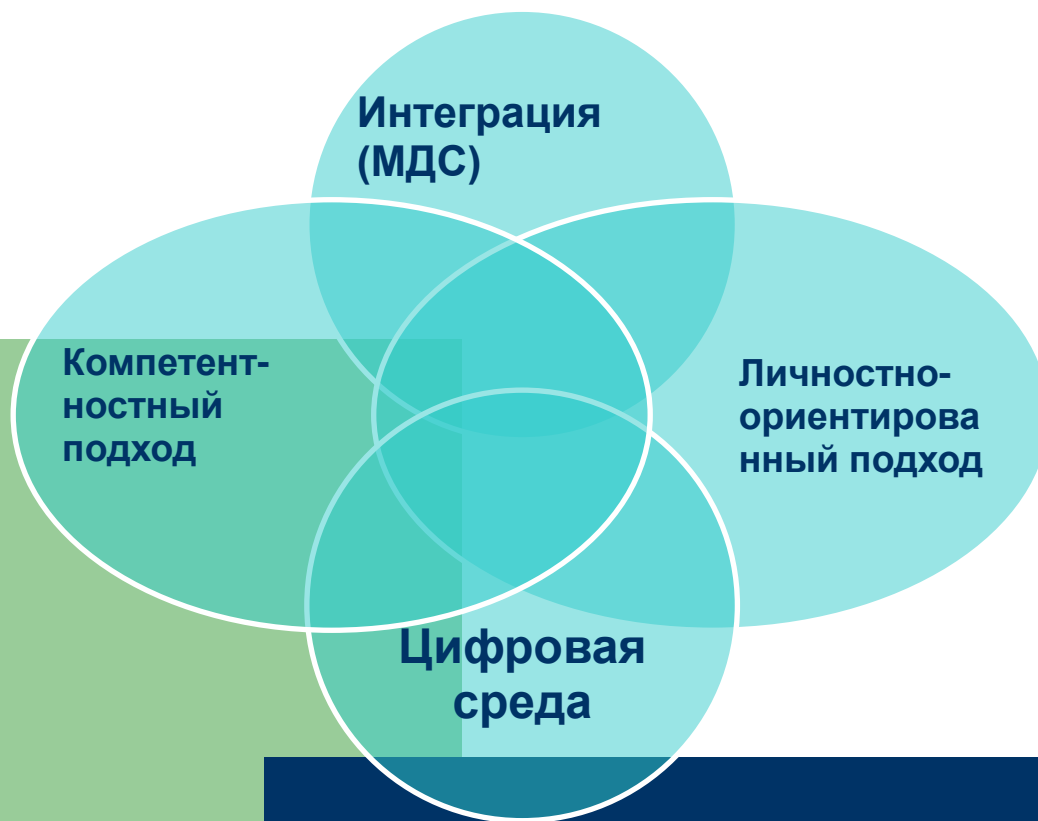 Интеграция
(МДС)
Компетент-
ностный
подход
Личностно-
ориентирова
нный подход
Цифровая
среда